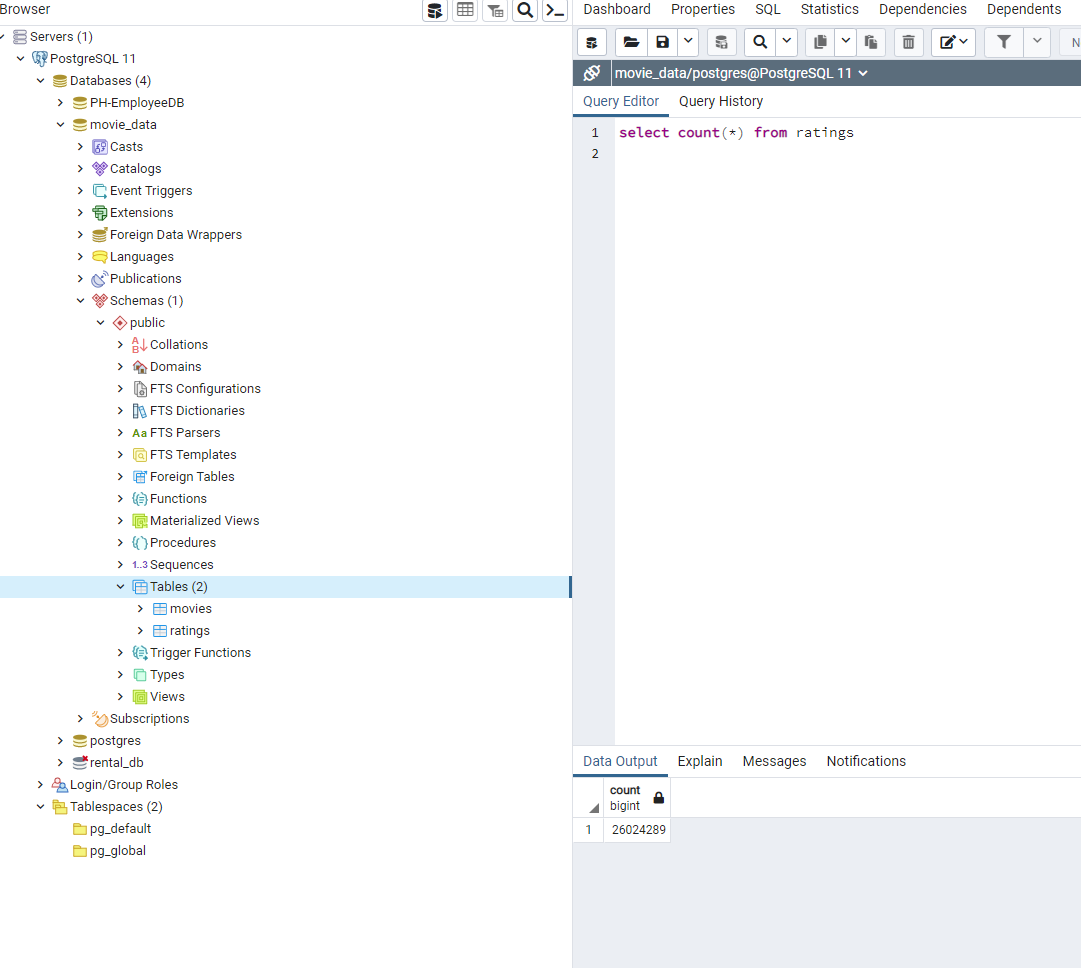 Browser
Servers (1)
PostgreSQL 11
Databases (4)
PH-EmployeeDB
movie_data
Casts
Catalogs
Event Triggers
Extensions
Foreign Data Wrappers
Languages
Publications
Schemas (1)
public
Collations
Domains
FTS Configurations
FTS Dictionaries
Aa FTS Parsers
FTS Templates
Foreign Tables
Functions
Materialized Views
Procedures
1..3 Sequences
Tables (2)
movies
ratings
Trigger Functions
Types
Views
Subscriptions
postgres
rental_db
Login/Group Roles
Tablespaces (2)
pg_default
pg_global
Dashboard Properties SQL Statistics Dependencies Dependents
N
movie_data/postgres@PostgreSQL 11
Query Editor Query History
1 select count(*) from ratings
2
Data Output Explain Messages Notifications
count
bigint
1 26024289